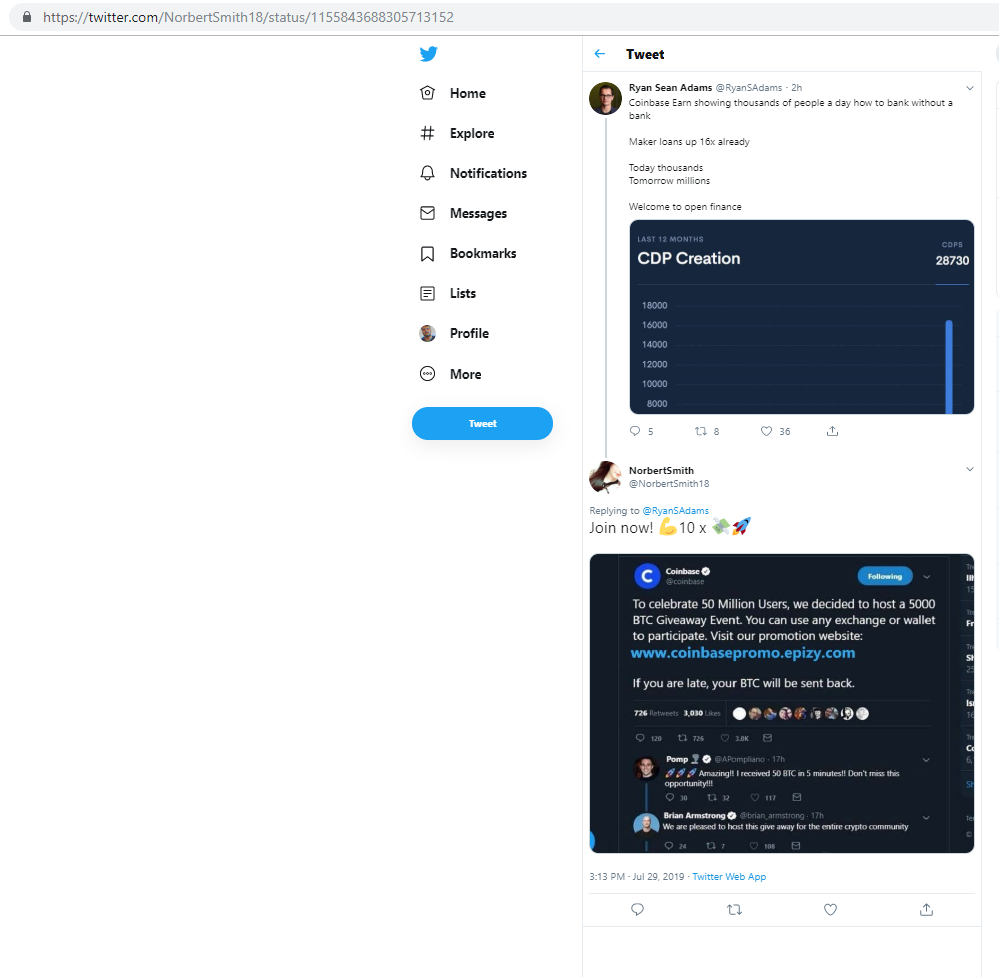 https://twitter.com/NorbertSmith18/status/1155843688305713152
Home
Explore
Notifications
Messages
Bookmarks
Lists
Profile
More
Tweet
Tweet
Ryan Sean Adams @RyanSAdams · 2h
Coinbase Earn showing thousands of people a day how to bank without a
bank
Maker loans up 16x already
Today thousands
Tomorrow millions
Welcome to open finance
LAST 12 MONTHS
CDP Creation
CDPS
28730
18000
16000
14000
12000
10000
8000
5 8 36
NorbertSmith
@NorbertSmith18
Replying to @RyanSAdams
Join now! 💪10 x 💸🚀
Coinbase
@coinbase
Following
To celebrate 50 Million Users, we decided to host a 5000
BTC Giveaway Event. You can use any exchange or wallet
to participate. Visit our promotion website:
www.coinbasepromo.epizy.com
If you are late, your BTC will be sent back.
726 Retweets 3,030 Likes
120 726 3.0K
Pomp 🌪 @APompliano · 17h
🚀🚀🚀 Amazing!! I received 50 BTC in 5 minutes!! Don't miss this
opportunity!!!
30 32 117
Brian Armstrong @brian_armstrong · 17h
We are pleased to host this give away for the entire crypto community
24 7 108
3:13 PM · Jul 29, 2019 · Twitter Web App